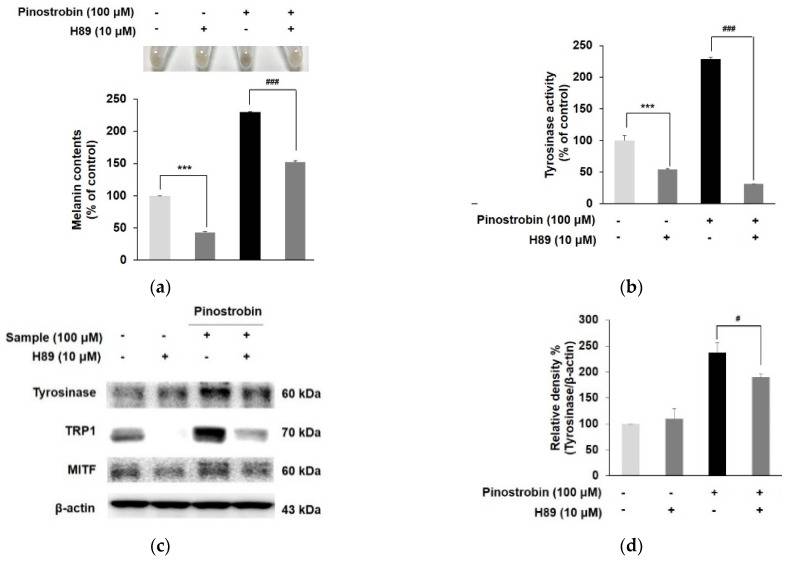 Pinostrobin (100 µM) - - + +
H89 (10 µM) - + - +
Melanin contents
(% of control)
250
200
150
100
50
0
***
###
(a)
Tyrosinase activity
(% of control)
250
200
150
100
50
0
***
###
Pinostrobin (100 µM) - - + +
H89 (10 µM) - + - +
(b)
Pinostrobin
Sample (100 µM) - - + +
H89 (10 µM) - + - +
Tyrosinase 60 kDa
TRP1 70 kDa
MITF 60 kDa
β-actin 43 kDa
(c)
Relative density %
(Tyrosinase/β-actin)
300
250
200
150
100
50
0
#
Pinostrobin (100 µM) - - + +
H89 (10 µM) - + - +
(d)